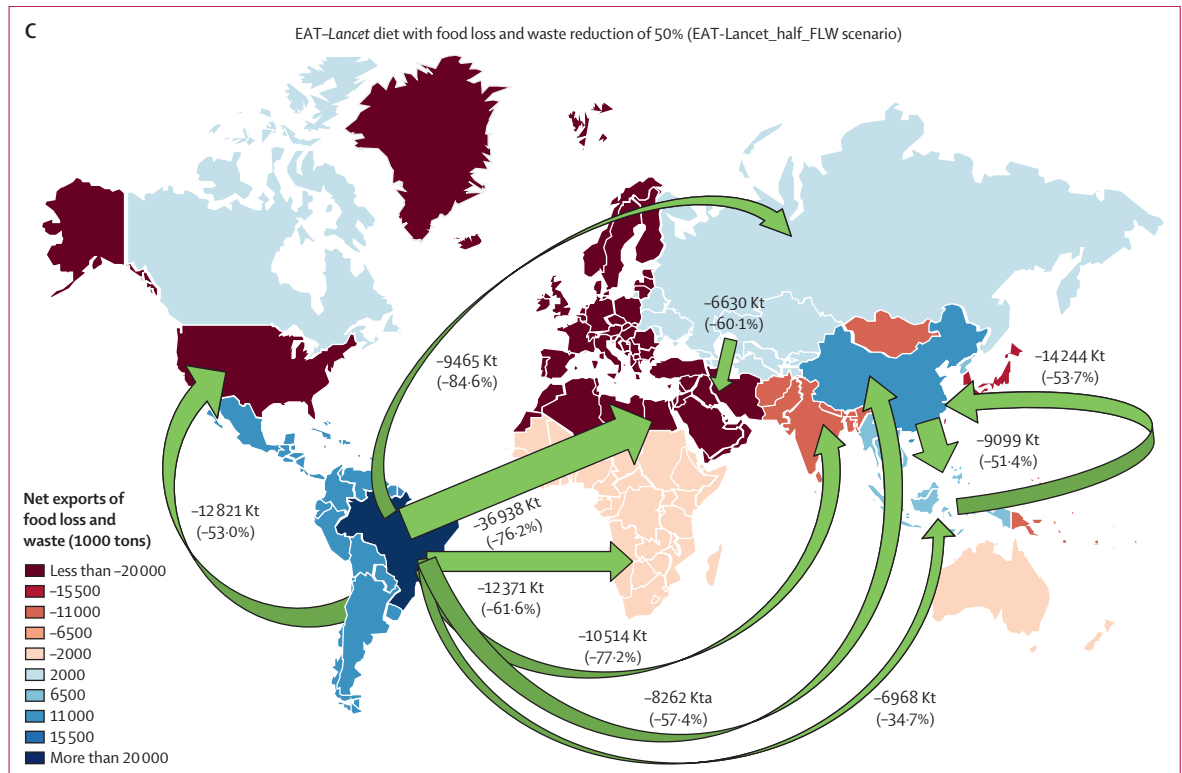 C
EAT–Lancet diet with food loss and waste reduction of 50% (EAT-Lancet_half_FLW scenario)
–6630 Kt
(–60·1%)
–9465 Kt
(–84·6%)
–14 244 Kt
(–53·7%)
–9099 Kt
(–51·4%)
–12 821 Kt
(–53·0%)
–36 938 Kt
(–76·2%)
–12 371 Kt
(–61·6%)
–10 514 Kt
(–77·2%)
–8262 Kta
(–57·4%)
–6968 Kt
(–34·7%)
Net exports of
food loss and
waste (1000 tons)
Less than –20 000
–15 500
–11 000
–6500
–2000
2000
6500
11 000
15 500
More than 20 000